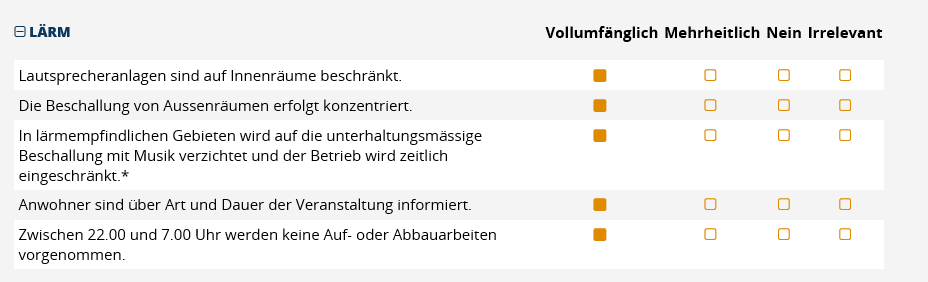 LÄRM Vollumfänglich Mehrheitlich Nein Irrelevant
Lautsprecheranlagen sind auf Innenräume beschränkt.
Die Beschallung von Aussenräumen erfolgt konzentriert.
In lärmempfindlichen Gebieten wird auf die unterhaltungsmässige
Beschallung mit Musik verzichtet und der Betrieb wird zeitlich
eingeschränkt.*
Anwohner sind über Art und Dauer der Veranstaltung informiert.
Zwischen 22.00 und 7.00 Uhr werden keine Auf- oder Abbauarbeiten
vorgenommen.